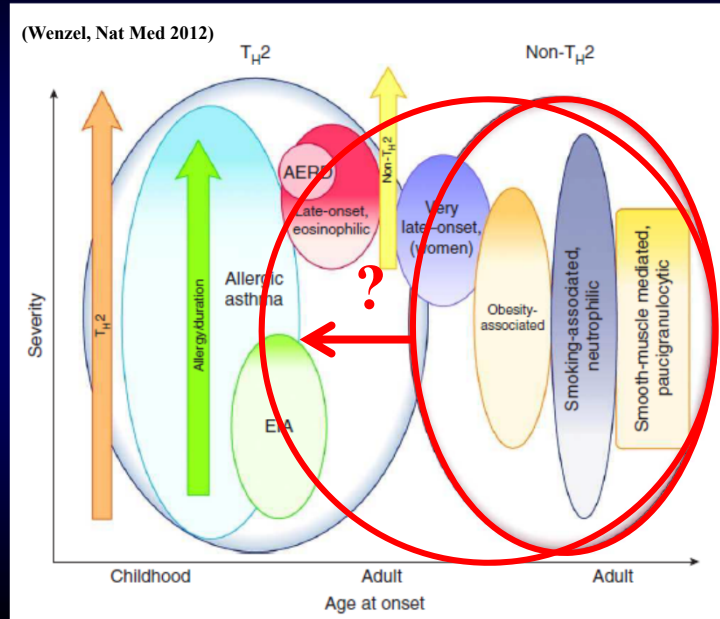 (Wenzel, Nat Med 2012)
TH2
Non-TH2
Severity
TH2
Allergy/duration
Allergic
asthma
EIA
AERD
Late-onset,
eosinophilic
Non-TH2
Very
late-onset,
(women)
?
Obesity-
associated
Smoking-associated,
neutrophilic
Smooth-muscle mediated,
paucigranulocytic
Childhood
Adult
Adult
Age at onset